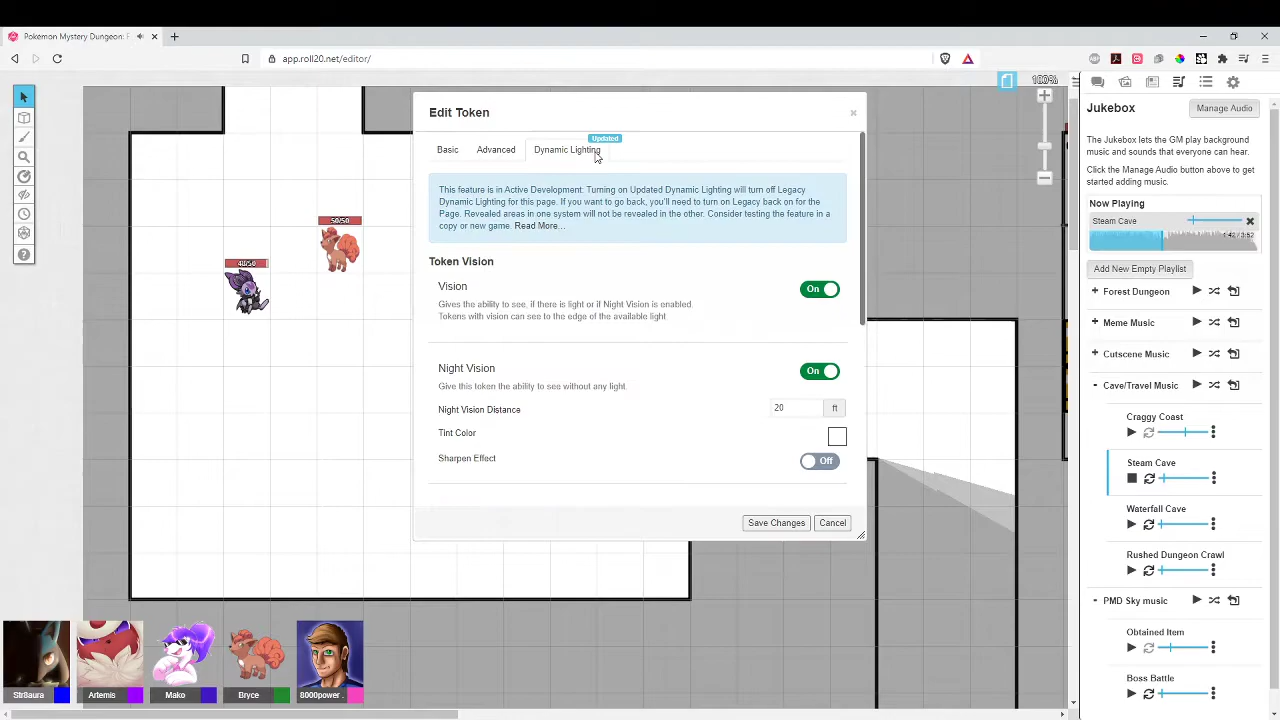 Pokemon Mystery Dungeon: F
app.roll20.net/editor/
100%
50/50
48/50
Edit Token
Updated
Basic
Advanced
Dynamic Lighting
This feature is in Active Development: Turning on Updated Dynamic Lighting will turn off Legacy
Dynamic Lighting for this page. If you want to go back, you'll need to turn on Legacy back on for the
Page. Revealed areas in one system will not be revealed in the other. Consider testing the feature in a
copy or new game. Read More...
Token Vision
Vision
On
Gives the ability to see, if there is light or if Night Vision is enabled.
Tokens with vision can see to the edge of the available light.
Night Vision
On
Give this token the ability to see without any light.
Night Vision Distance
20
ft
Tint Color
Sharpen Effect
Off
Save Changes
Cancel
Jukebox
Manage Audio
The Jukebox lets the GM play background
music and sounds that everyone can hear.
Click the Manage Audio button above to get
started adding music.
Now Playing
Steam Cave
1:42 / 3:52
Add New Empty Playlist
Forest Dungeon
Meme Music
Cutscene Music
Cave/Travel Music
Craggy Coast
Steam Cave
Waterfall Cave
Rushed Dungeon Crawl
PMD Sky music
Obtained Item
Boss Battle
Str8aura
Artemis
Mako
Bryce
8000power .